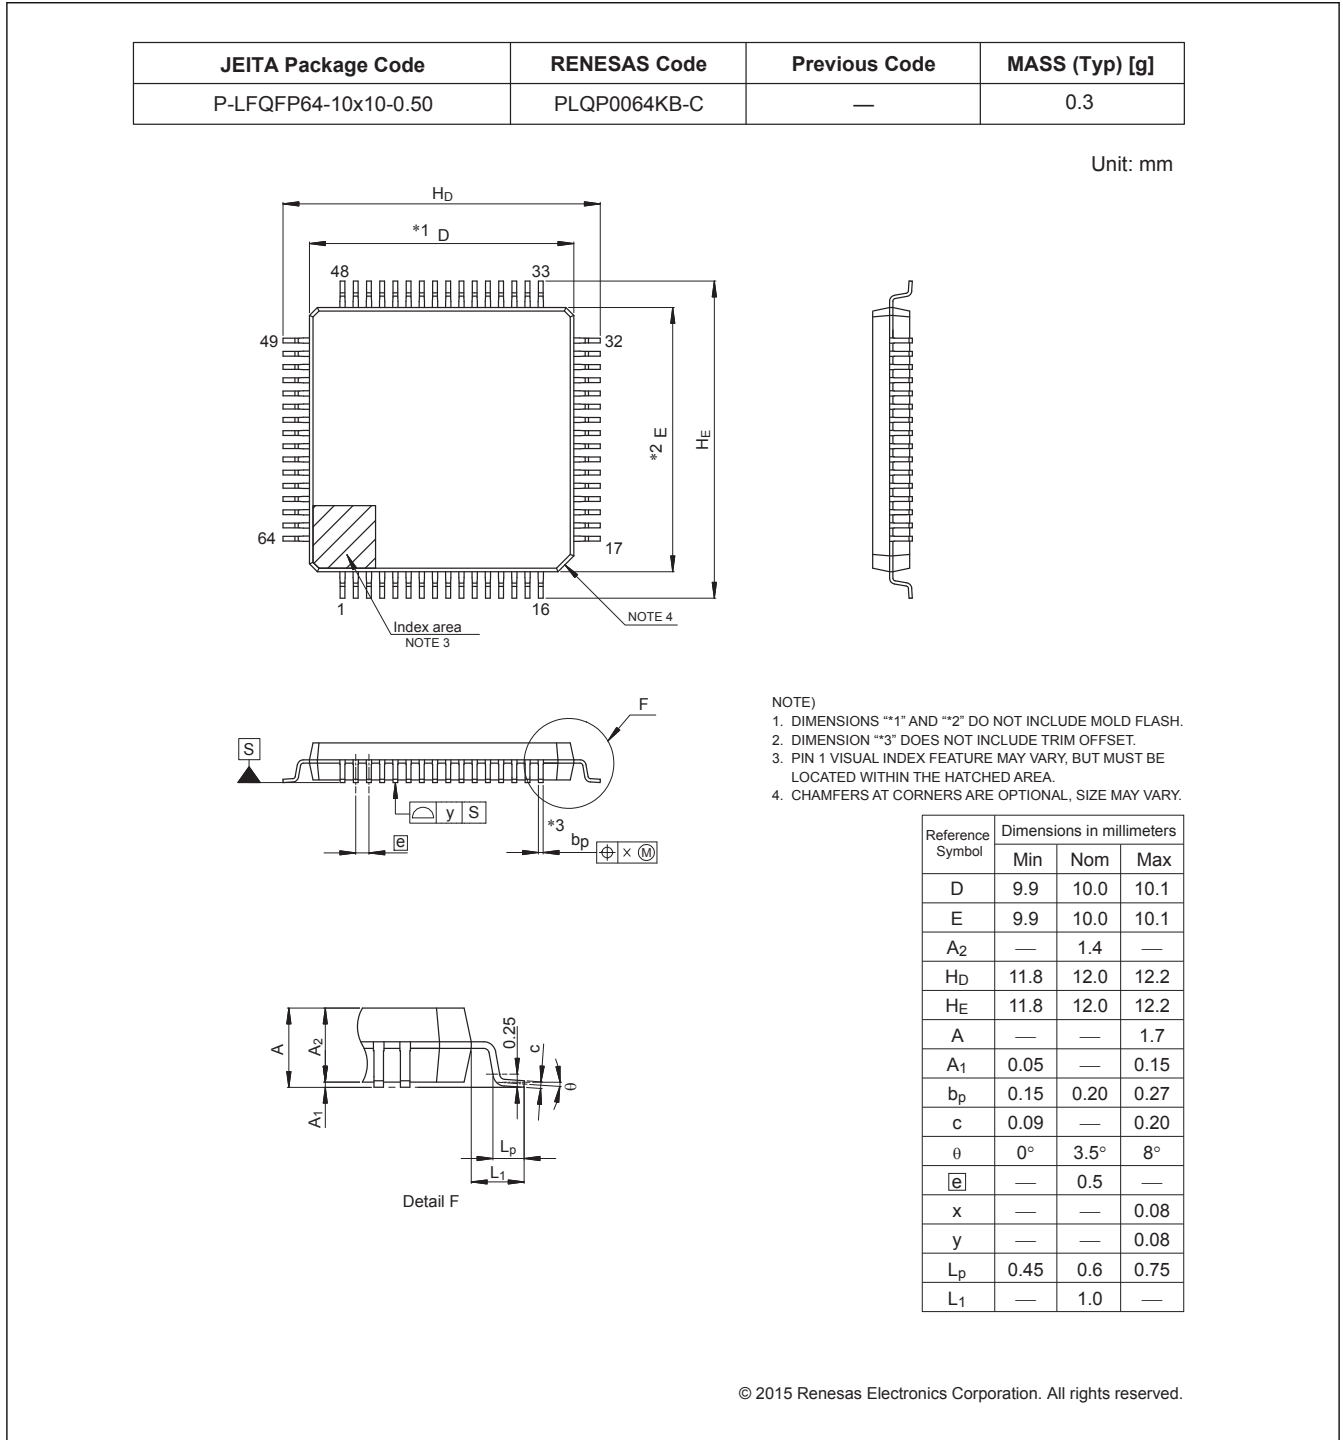 JEITA Package Code RENESAS Code Previous Code MASS (Typ) [g]
P-LFQFP64-10x10-0.50 PLQP0064KB-C — 0.3
Unit: mm
HD
*1 D
48 33
49 32
*2 E
HE
64 17
1 16
Index area
NOTE 3
NOTE 4
F
S
y S
e
*3
bp
× M
NOTE)
1. DIMENSIONS “*1” AND “*2” DO NOT INCLUDE MOLD FLASH.
2. DIMENSION “*3” DOES NOT INCLUDE TRIM OFFSET.
3. PIN 1 VISUAL INDEX FEATURE MAY VARY, BUT MUST BE
LOCATED WITHIN THE HATCHED AREA.
4. CHAMFERS AT CORNERS ARE OPTIONAL, SIZE MAY VARY.
A
A2
A1
0.25
c
θ
Lp
L1
Detail F
Reference Symbol Dimensions in millimeters
Min Nom Max
D 9.9 10.0 10.1
E 9.9 10.0 10.1
A2 — 1.4 —
HD 11.8 12.0 12.2
HE 11.8 12.0 12.2
A — — 1.7
A1 0.05 — 0.15
bp 0.15 0.20 0.27
c 0.09 — 0.20
θ 0° 3.5° 8°
e — 0.5 —
x — — 0.08
y — — 0.08
Lp 0.45 0.6 0.75
L1 — 1.0 —
© 2015 Renesas Electronics Corporation. All rights reserved.